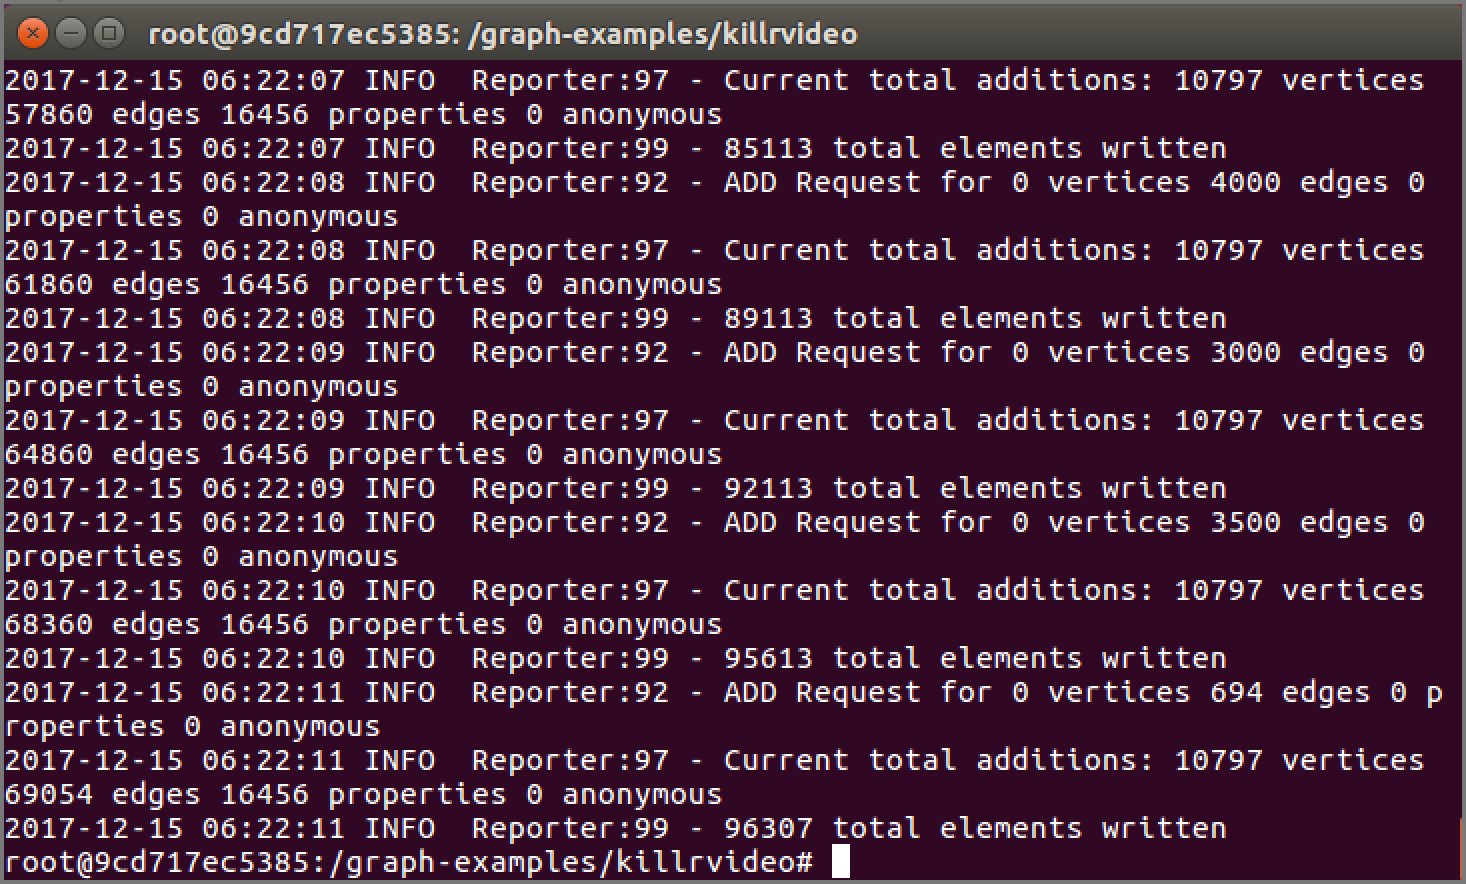 root@9cd717ec5385: /graph-examples/killrvideo
2017-12-15 06:22:07 INFO  Reporter:97 - Current total additions: 10797 vertices
57860 edges 16456 properties 0 anonymous
2017-12-15 06:22:07 INFO  Reporter:99 - 85113 total elements written
2017-12-15 06:22:08 INFO  Reporter:92 - ADD Request for 0 vertices 4000 edges 0
properties 0 anonymous
2017-12-15 06:22:08 INFO  Reporter:97 - Current total additions: 10797 vertices
61860 edges 16456 properties 0 anonymous
2017-12-15 06:22:08 INFO  Reporter:99 - 89113 total elements written
2017-12-15 06:22:09 INFO  Reporter:92 - ADD Request for 0 vertices 3000 edges 0
properties 0 anonymous
2017-12-15 06:22:09 INFO  Reporter:97 - Current total additions: 10797 vertices
64860 edges 16456 properties 0 anonymous
2017-12-15 06:22:09 INFO  Reporter:99 - 92113 total elements written
2017-12-15 06:22:10 INFO  Reporter:92 - ADD Request for 0 vertices 3500 edges 0
properties 0 anonymous
2017-12-15 06:22:10 INFO  Reporter:97 - Current total additions: 10797 vertices
68360 edges 16456 properties 0 anonymous
2017-12-15 06:22:10 INFO  Reporter:99 - 95613 total elements written
2017-12-15 06:22:11 INFO  Reporter:92 - ADD Request for 0 vertices 694 edges 0 p
roperties 0 anonymous
2017-12-15 06:22:11 INFO  Reporter:97 - Current total additions: 10797 vertices
69054 edges 16456 properties 0 anonymous
2017-12-15 06:22:11 INFO  Reporter:99 - 96307 total elements written
root@9cd717ec5385:/graph-examples/killrvideo#